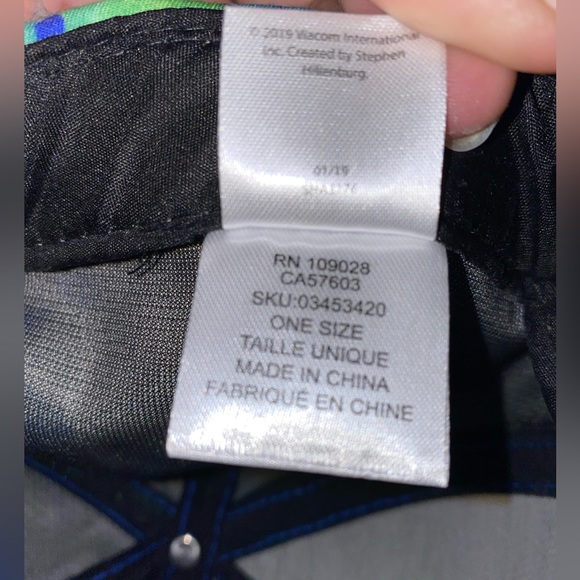 © 2019 Viacom International
Inc. Created by Stephen
Hillenburg.
01/19
RN 109028
CA57603
SKU:03453420
ONE SIZE
TAILLE UNIQUE
MADE IN CHINA
FABRIQUÉ EN CHINE